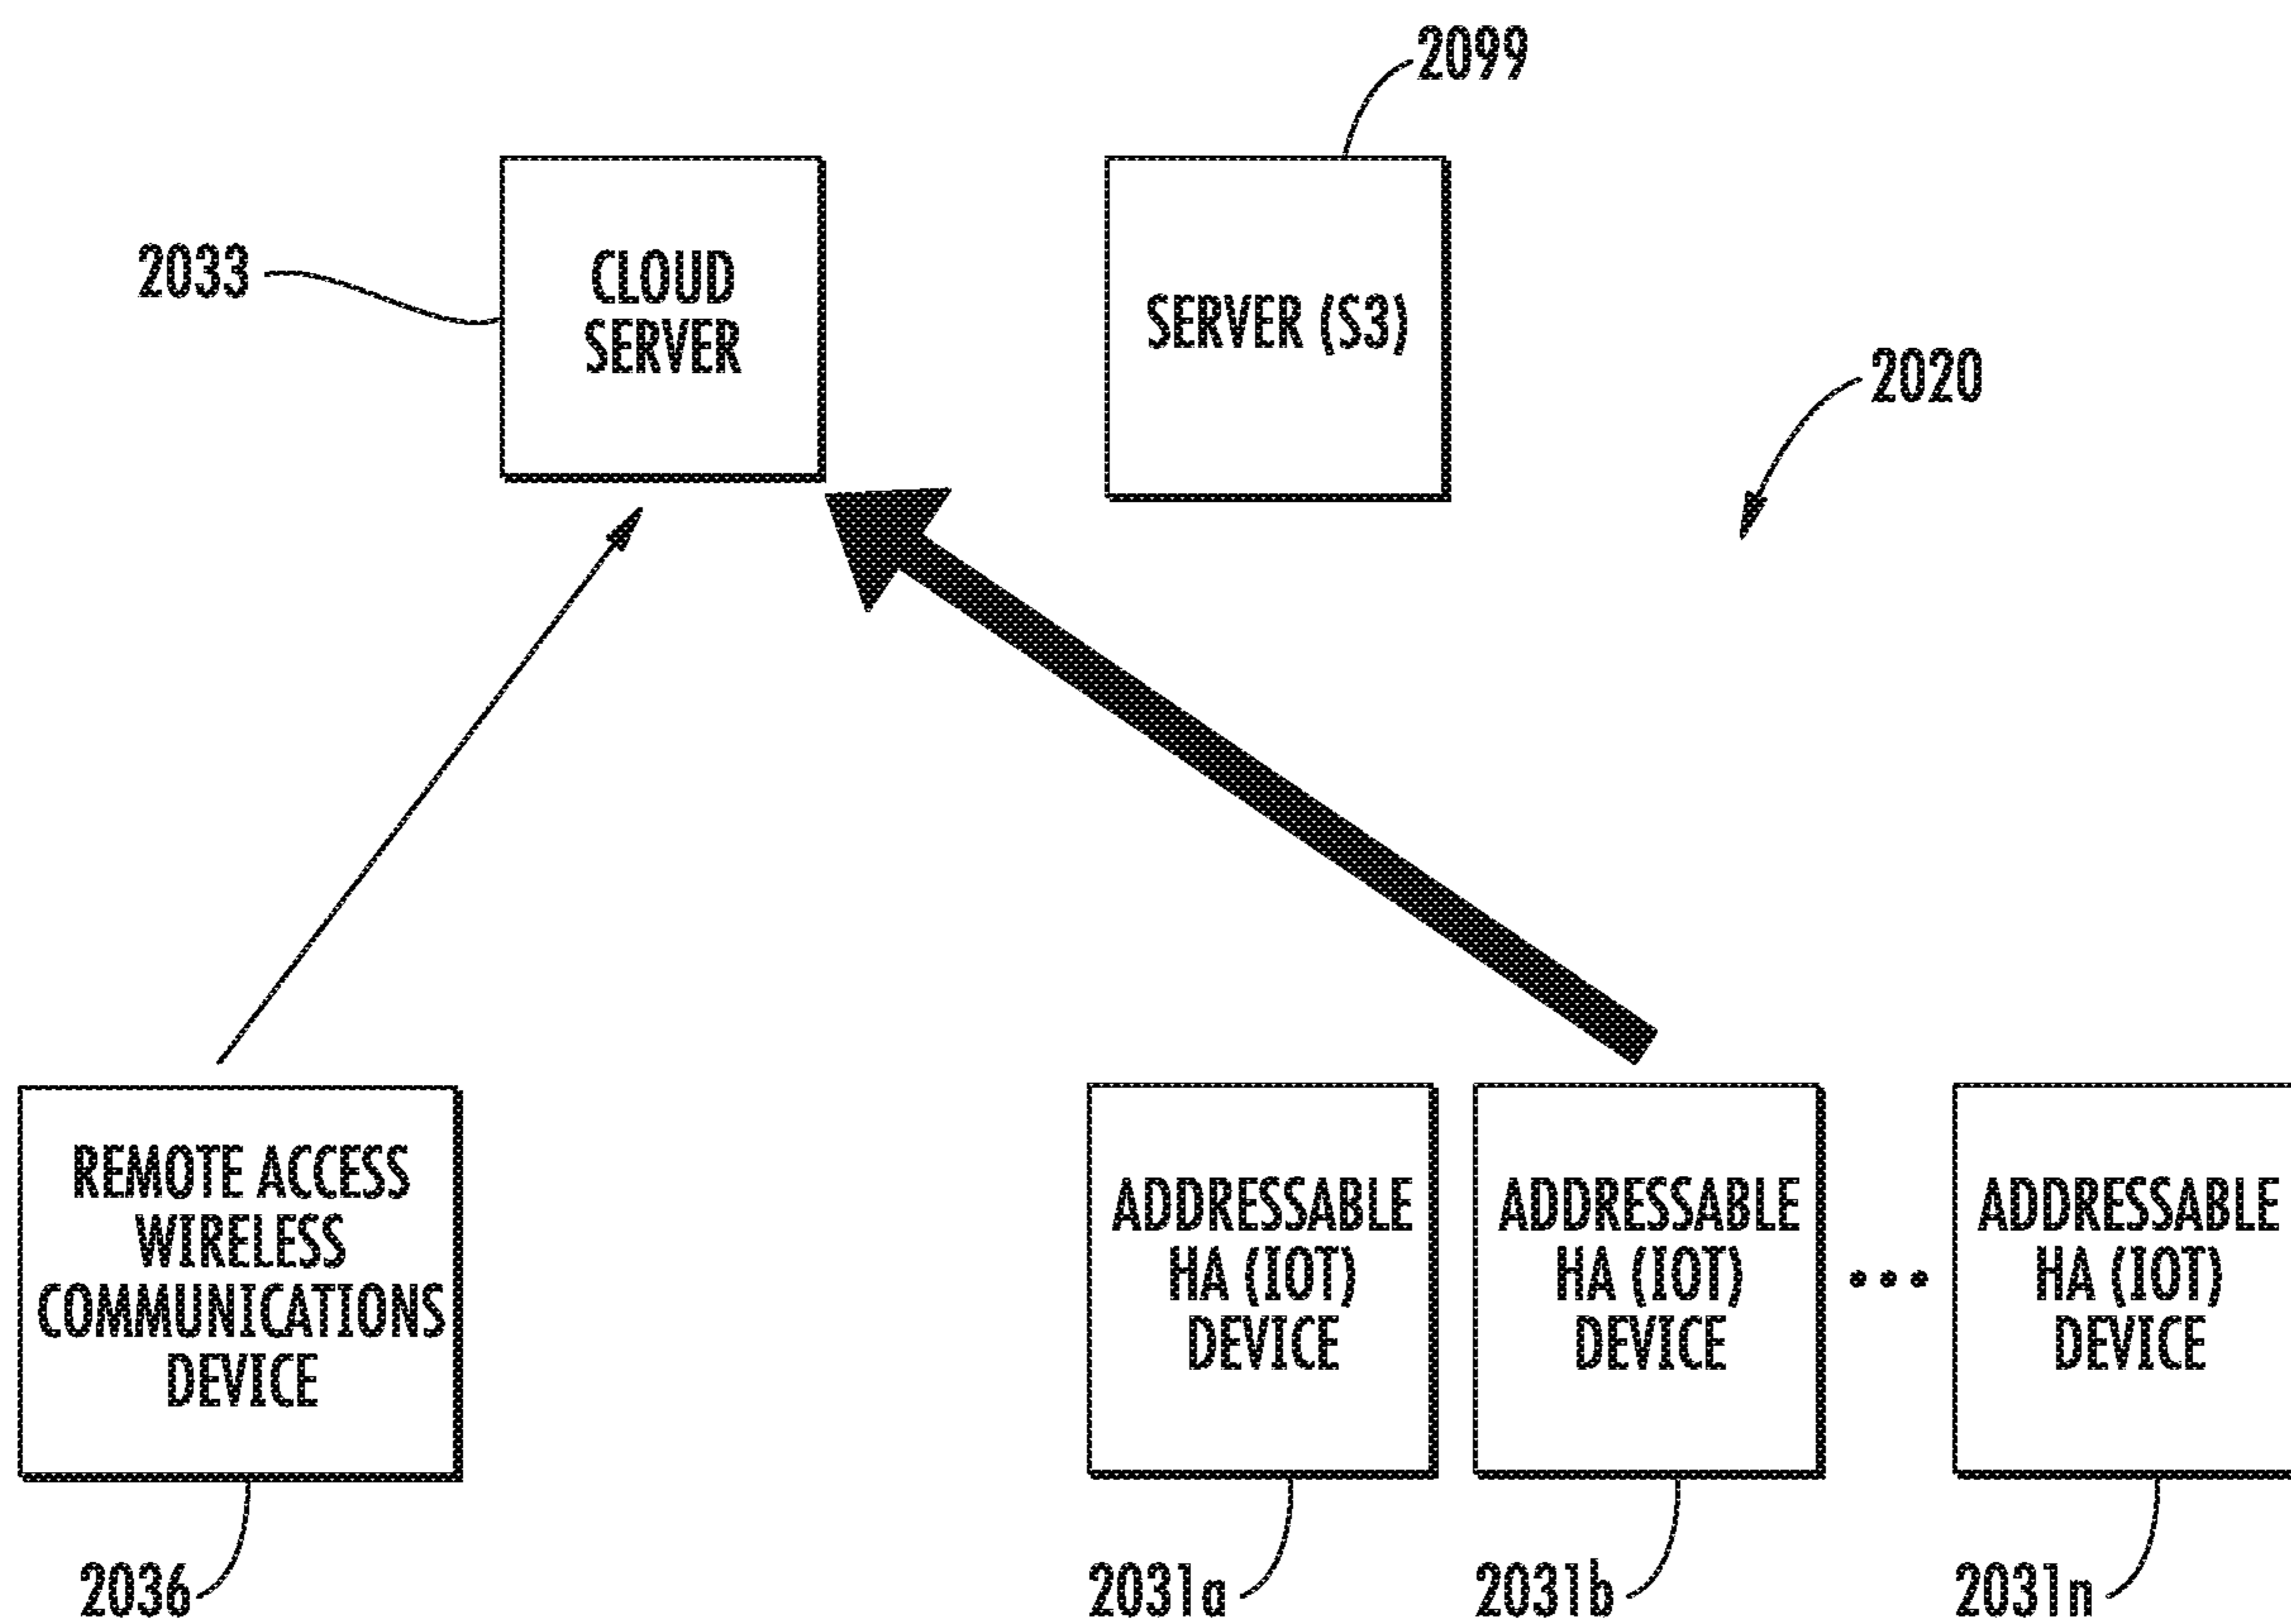 2099
2033
CLOUD
SERVER
SERVER (S3)
2020
REMOTE ACCESS
WIRELESS
COMMUNICATIONS
DEVICE
ADDRESSABLE
HA (IOT)
DEVICE
ADDRESSABLE
HA (IOT)
DEVICE
•••
ADDRESSABLE
HA (IOT)
DEVICE
2036
2031a
2031b
2031n